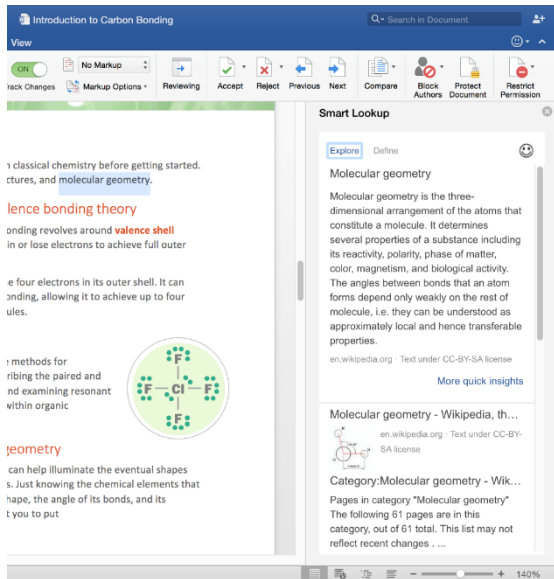 Introduction to Carbon Bonding
Search in Document
View
ON
No Markup
Track Changes
Markup Options
Reviewing
Accept
Reject
Previous
Next
Compare
Block Authors
Protect Document
Restrict Permission
Smart Lookup
n classical chemistry before getting started.
ctures, and molecular geometry.
lence bonding theory
onding revolves around valence shell
in or lose electrons to achieve full outer
e four electrons in its outer shell. It can
onding, allowing it to achieve up to four
ules.
e methods for
ribing the paired and
nd examining resonant
within organic
F
F Cl F
F
geometry
can help illuminate the eventual shapes
s. Just knowing the chemical elements that
hape, the angle of its bonds, and its
t you to put
Explore Define
Molecular geometry
Molecular geometry is the three-
dimensional arrangement of the atoms that
constitute a molecule. It determines
several properties of a substance including
its reactivity, polarity, phase of matter,
color, magnetism, and biological activity.
The angles between bonds that an atom
forms depend only weakly on the rest of
molecule, i.e. they can be understood as
approximately local and hence transferable
properties.
en.wikipedia.org · Text under CC-BY-SA license
More quick insights
Molecular geometry - Wikipedia, th...
en.wikipedia.org · Text under CC-BY-
SA license
Category:Molecular geometry - Wik...
Pages in category "Molecular geometry"
The following 61 pages are in this
category, out of 61 total. This list may not
reflect recent changes . ...
140%